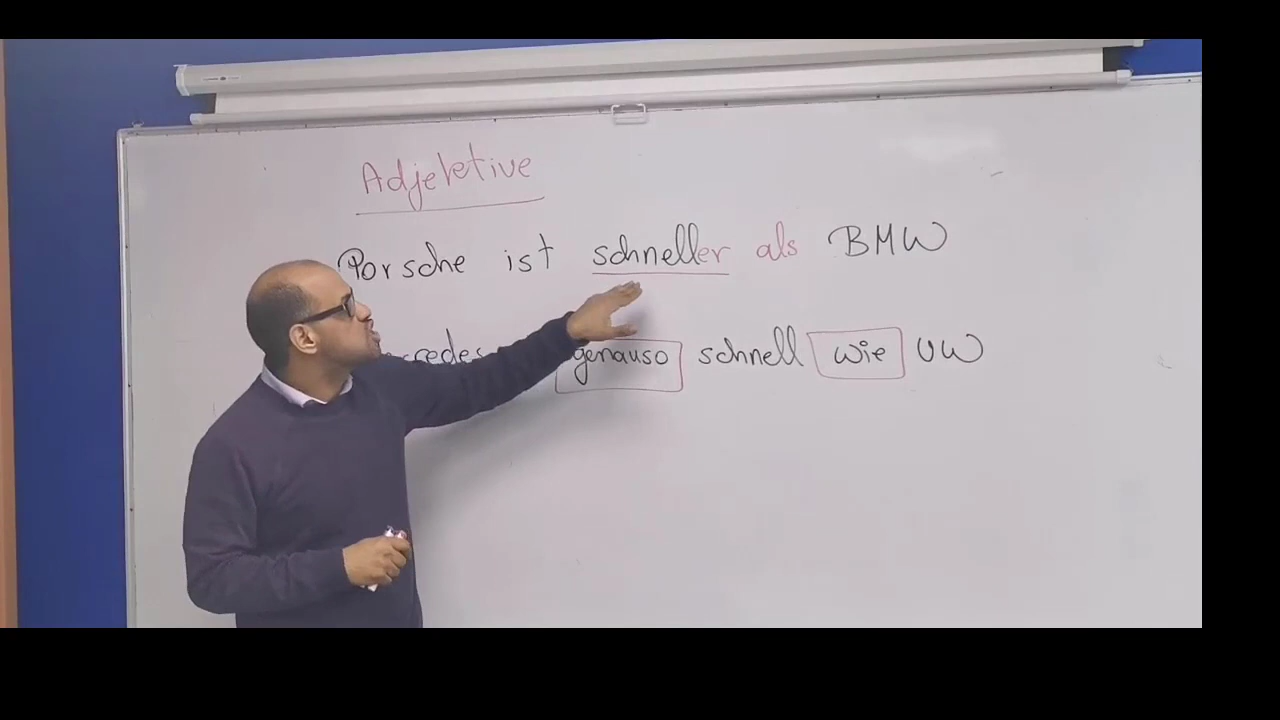 Adjektive
Porsche ist schneller als BMW
genauso schnell wie VW